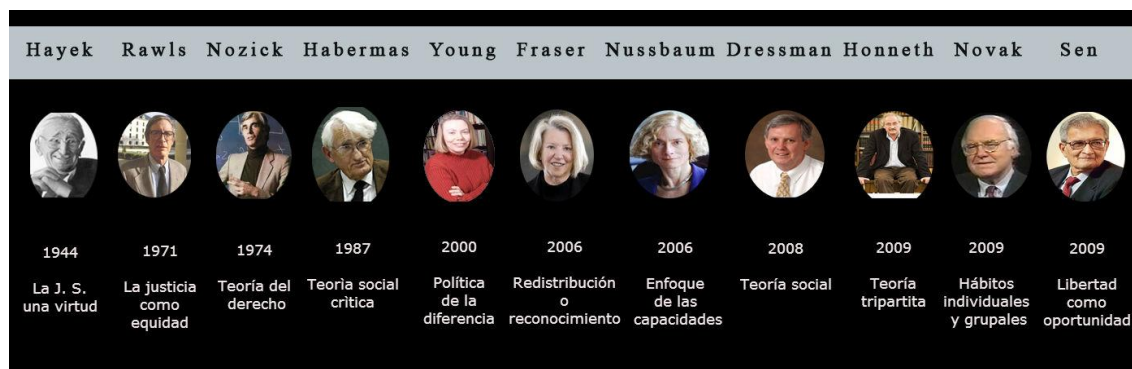 Hayek Rawls Nozick Habermas Young Fraser Nussbaum Dressman Honneth Novak Sen
1944 1971 1974 1987 2000 2006 2006 2008 2009 2009 2009
La J. S.
una virtud
La justicia
como
equidad
Teoría del
derecho
Teorìa social
crìtica
Política
de la
diferencia
Redistribución
o
reconocimiento
Enfoque
de las
capacidades
Teoría social
Teoría
tripartita
Hábitos
individuales
y grupales
Libertad
como
oportunidad